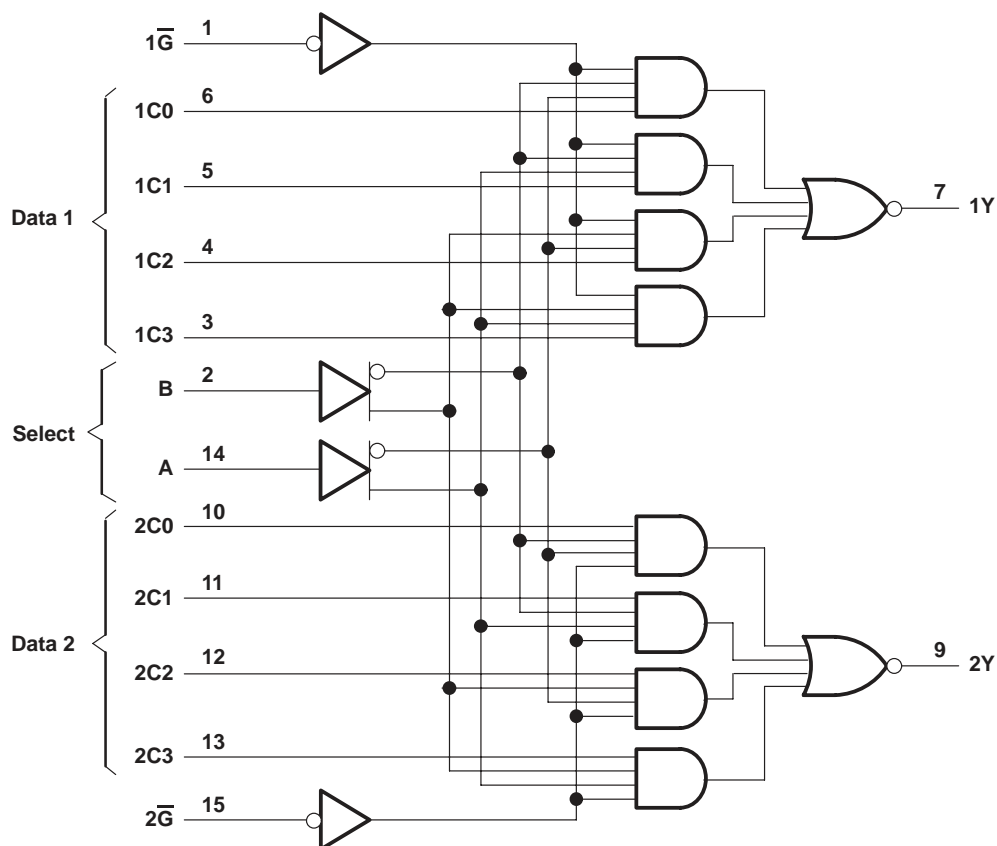 1G̅ 1
1C0 6
1C1 5
Data 1
1C2 4
1C3 3
7 1Y
B 2
Select
A 14
2C0 10
2C1 11
Data 2
2C2 12
9 2Y
2C3 13
2G̅ 15